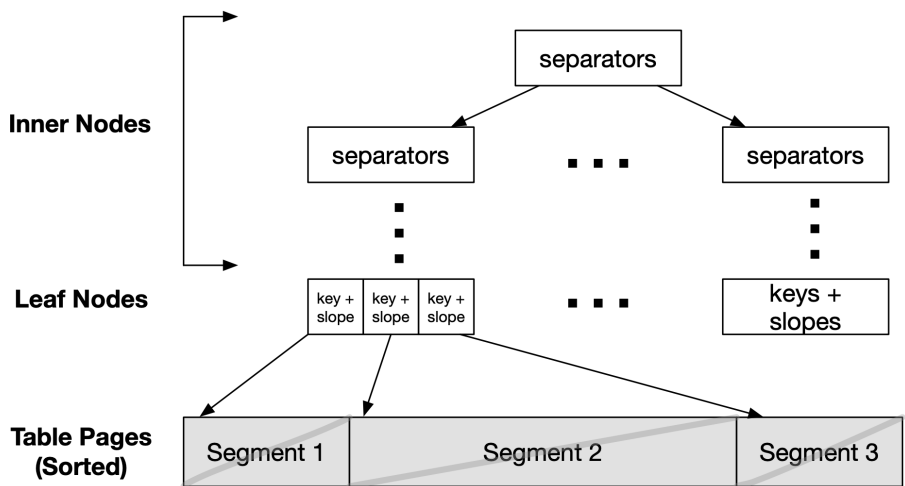 separators
Inner Nodes
separators
separators
Leaf Nodes
key +
slope
key +
slope
key +
slope
keys +
slopes
Table Pages
(Sorted)
Segment 1
Segment 2
Segment 3